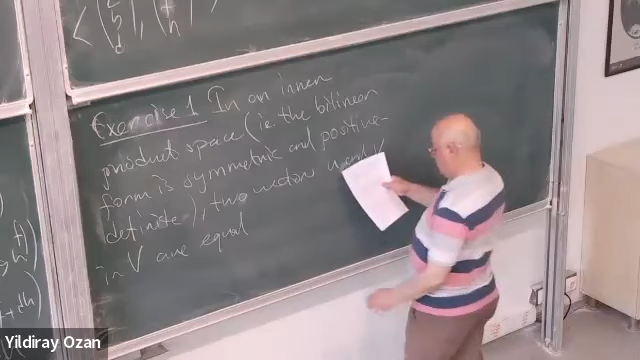 Exercise 1 In an inner
product space (ie. the bilinear
form is symmetric and positive-
definite), two vectors u and v
in V are equal
Yildiray Ozan